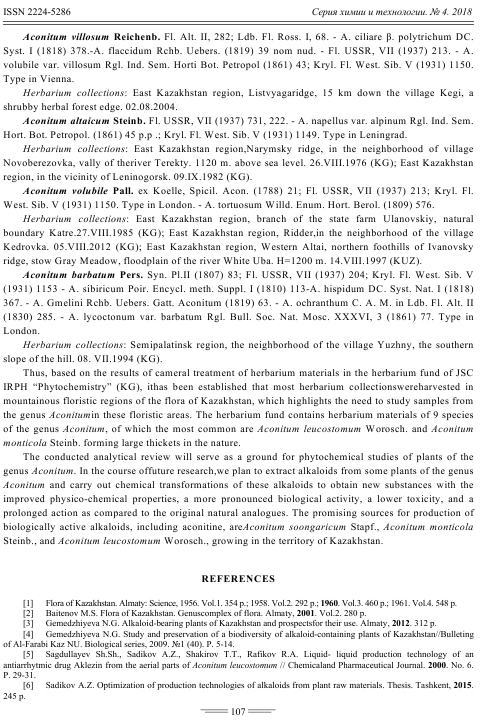 ISSN 2224-5286 Серия химии и технологии. № 4. 2018
Aconitum villosum Reichenb. Fl. Alt. II, 282; Ldb. Fl. Ross. I, 68. - A. ciliare β. polytrichum DC.
Syst. I (1818) 378.-A. flaccidum Rchb. Uebers. (1819) 39 nom nud. - Fl. USSR, VII (1937) 213. - A.
volubile var. villosum Rgl. Ind. Sem. Horti Bot. Petropol (1861) 43; Kryl. Fl. West. Sib. V (1931) 1150.
Type in Vienna.
Herbarium collections: East Kazakhstan region, Listvyagaridge, 15 km down the village Kegi, a
shrubby herbal forest edge. 02.08.2004.
Aconitum altaicum Steinb. Fl. USSR, VII (1937) 731, 222. - A. napellus var. alpinum Rgl. Ind. Sem.
Hort. Bot. Petropol. (1861) 45 p.p .; Kryl. Fl. West. Sib. V (1931) 1149. Type in Leningrad.
Herbarium collections: East Kazakhstan region,Narymsky ridge, in the neighborhood of village
Novoberezovka, vally of theriver Terekty. 1120 m. above sea level. 26.VIII.1976 (KG); East Kazakhstan
region, in the vicinity of Leninogorsk. 09.IX.1982 (KG).
Aconitum volubile Pall. ex Koelle, Spicil. Acon. (1788) 21; Fl. USSR, VII (1937) 213; Kryl. Fl.
West. Sib. V (1931) 1150. Type in London. - A. tortuosum Willd. Enum. Hort. Berol. (1809) 576.
Herbarium collections: East Kazakhstan region, branch of the state farm Ulanovskiy, natural
boundary Katre.27.VIII.1985 (KG); East Kazakhstan region, Ridder,in the neighborhood of the village
Kedrovka. 05.VIII.2012 (KG); East Kazakhstan region, Western Altai, northern foothills of Ivanovsky
ridge, stow Gray Meadow, floodplain of the river White Uba. H=1200 m. 14.VIII.1997 (KUZ).
Aconitum barbatum Pers. Syn. Pl.II (1807) 83; Fl. USSR, VII (1937) 204; Kryl. Fl. West. Sib. V
(1931) 1153 - A. sibiricum Poir. Encycl. meth. Suppl. I (1810) 113-A. hispidum DC. Syst. Nat. I (1818)
367. - A. Gmelini Rchb. Uebers. Gatt. Aconitum (1819) 63. - A. ochranthum C. A. M. in Ldb. Fl. Alt. II
(1830) 285. - A. lycoctonum var. barbatum Rgl. Bull. Soc. Nat. Mosc. XXXVI, 3 (1861) 77. Type in
London.
Herbarium collections: Semipalatinsk region, the neighborhood of the village Yuzhny, the southern
slope of the hill. 08. VII.1994 (KG).
Thus, based on the results of cameral treatment of herbarium materials in the herbarium fund of JSC
IRPH “Phytochemistry” (KG), ithas been established that most herbarium collectionswereharvested in
mountainous floristic regions of the flora of Kazakhstan, which highlights the need to study samples from
the genus Aconitumin these floristic areas. The herbarium fund contains herbarium materials of 9 species
of the genus Aconitum, of which the most common are Aconitum leucostomum Worosch. and Aconitum
monticola Steinb. forming large thickets in the nature.
The conducted analytical review will serve as a ground for phytochemical studies of plants of the
genus Aconitum. In the course offuture research,we plan to extract alkaloids from some plants of the genus
Aconitum and carry out chemical transformations of these alkaloids to obtain new substances with the
improved physico-chemical properties, a more pronounced biological activity, a lower toxicity, and a
prolonged action as compared to the original natural analogues. The promising sources for production of
biologically active alkaloids, including aconitine, areAconitum soongaricum Stapf., Aconitum monticola
Steinb., and Aconitum leucostomum Worosch., growing in the territory of Kazakhstan.
REFERENCES
[1] Flora of Kazakhstan. Almaty: Science, 1956. Vol.1. 354 p.; 1958. Vol.2. 292 p.; 1960. Vol.3. 460 p.; 1961. Vol.4. 548 p.
[2] Baitenov M.S. Flora of Kazakhstan. Genuscomplex of flora. Almaty, 2001. Vol.2. 280 p.
[3] Gemedzhiyeva N.G. Alkaloid-bearing plants of Kazakhstan and prospectsfor their use. Almaty, 2012. 312 p.
[4] Gemedzhiyeva N.G. Study and preservation of a biodiversity of alkaloid-containing plants of Kazakhstan//Bulleting
of Al-Farabi Kaz NU. Biological series, 2009. №1 (40). P. 5-14.
[5] Sagdullayev Sh.Sh., Sadikov A.Z., Shakirov T.T., Rafikov R.A. Liquid- liquid production technology of an
antiarrhytmic drug Aklezin from the aerial parts of Aconitum leucostomum // Chemicaland Pharmaceutical Journal. 2000. No. 6.
P. 29-31.
[6] Sadikov A.Z. Optimization of production technologies of alkaloids from plant raw materials. Thesis. Tashkent, 2015.
245 p.
107